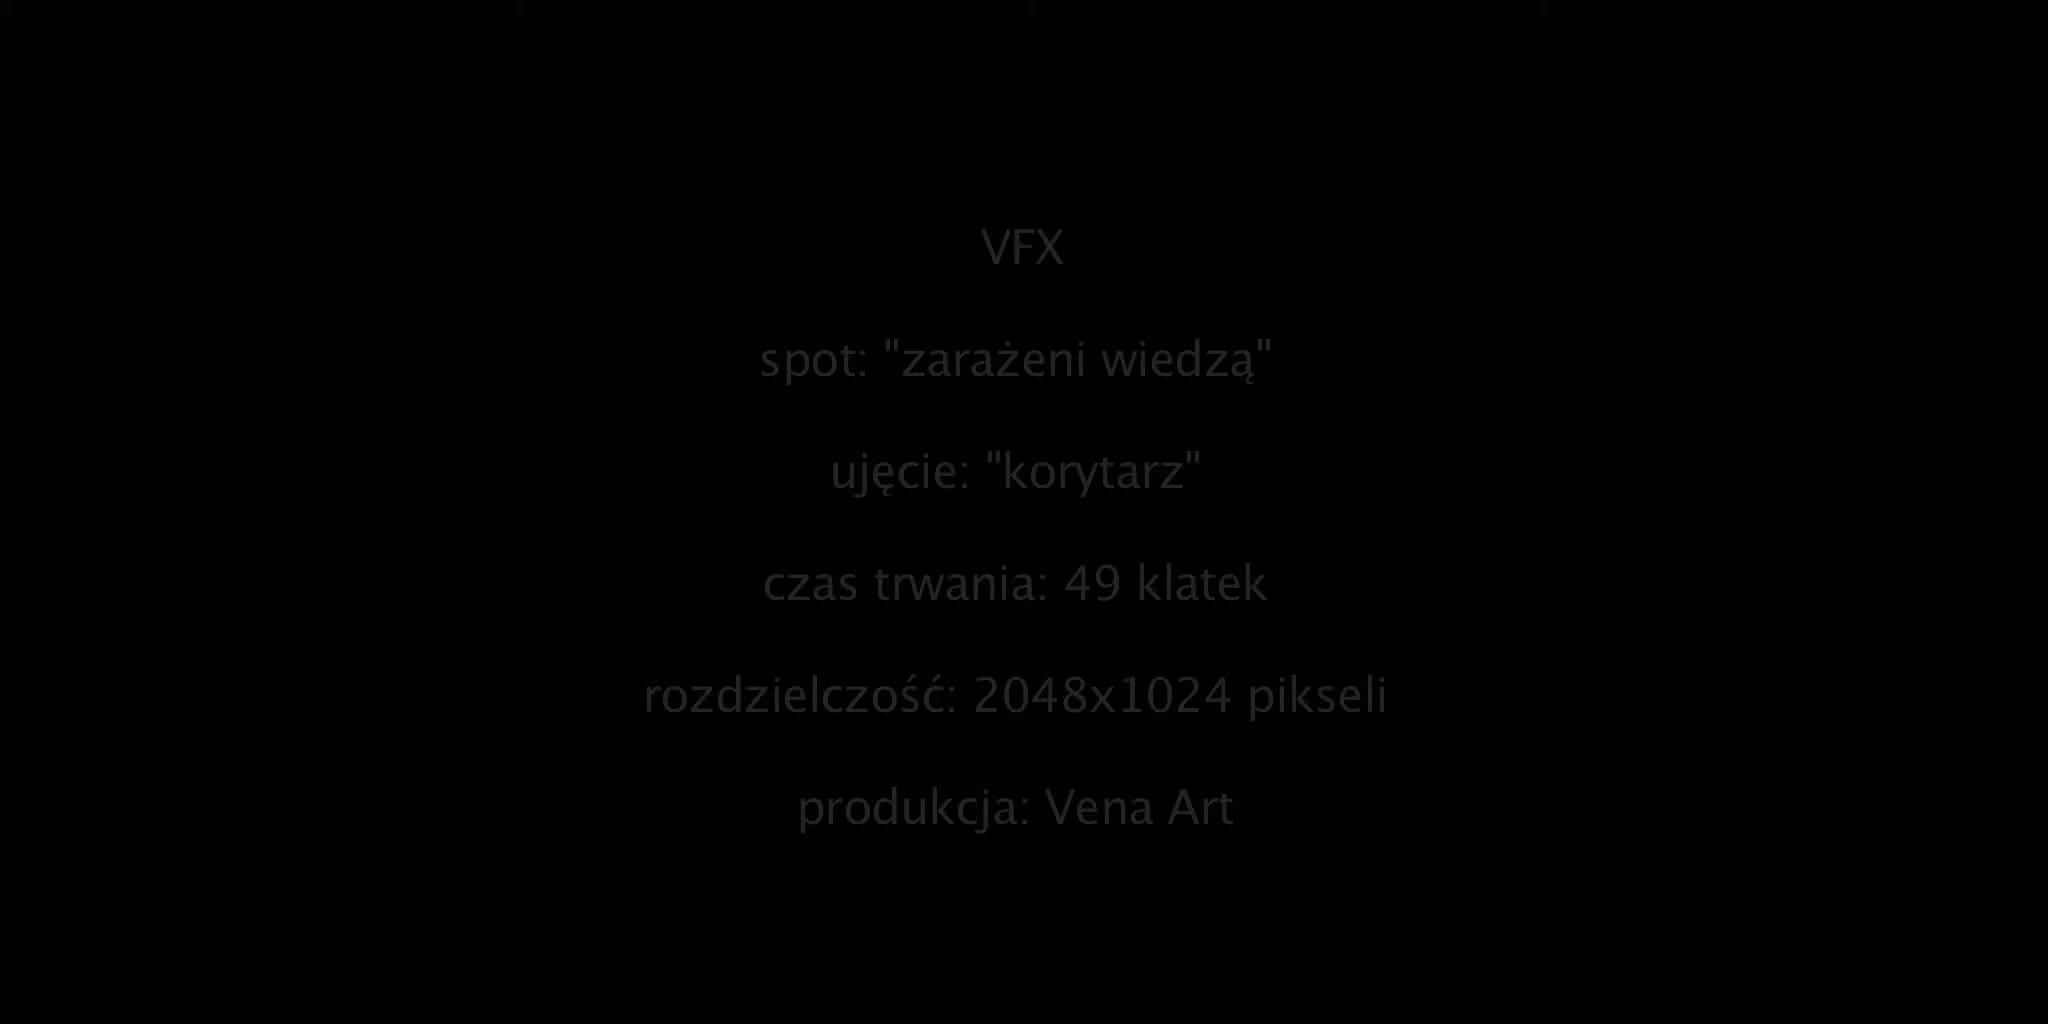 VFX
spot: "zarażeni wiedzą"
ujęcie: "korytarz"
czas trwania: 49 klatek
rozdzielczość: 2048x1024 pikseli
produkcja: Vena Art